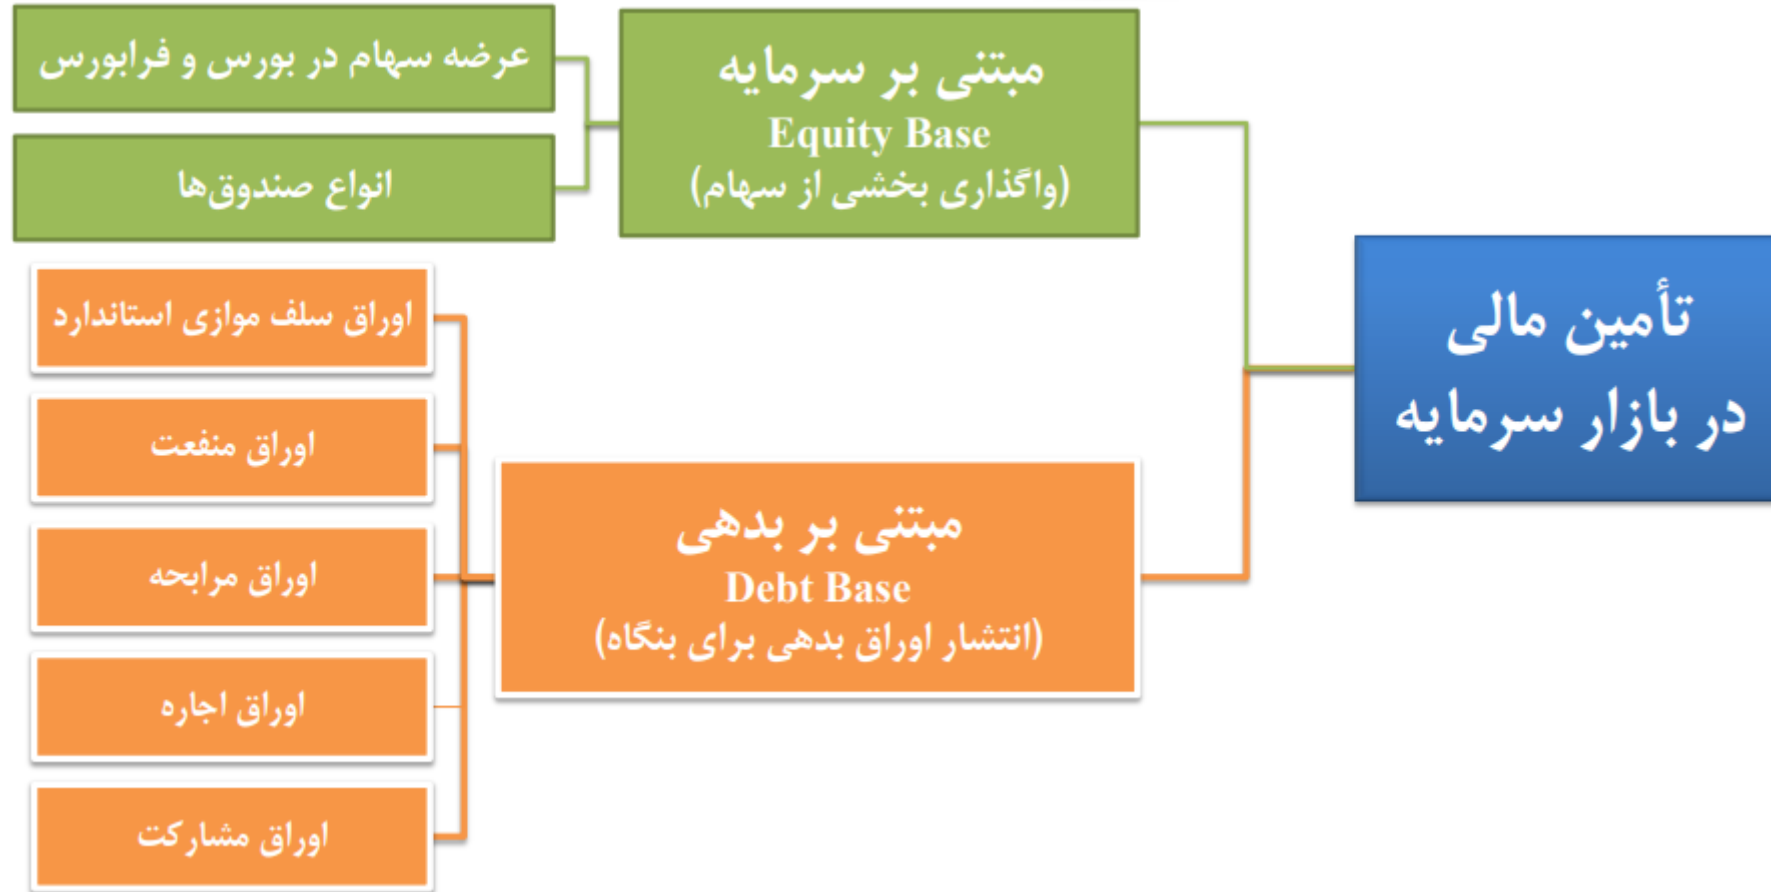 تأمین مالی
در بازار سرمایه
مبتنی بر سرمایه
Equity Base
(واگذاری بخشی از سهام)
عرضه سهام در بورس و فرابورس
انواع صندوق‌ها
مبتنی بر بدهی
Debt Base
(انتشار اوراق بدهی برای بنگاه)
اوراق سلف موازی استاندارد
اوراق منفعت
اوراق مرابحه
اوراق اجاره
اوراق مشارکت